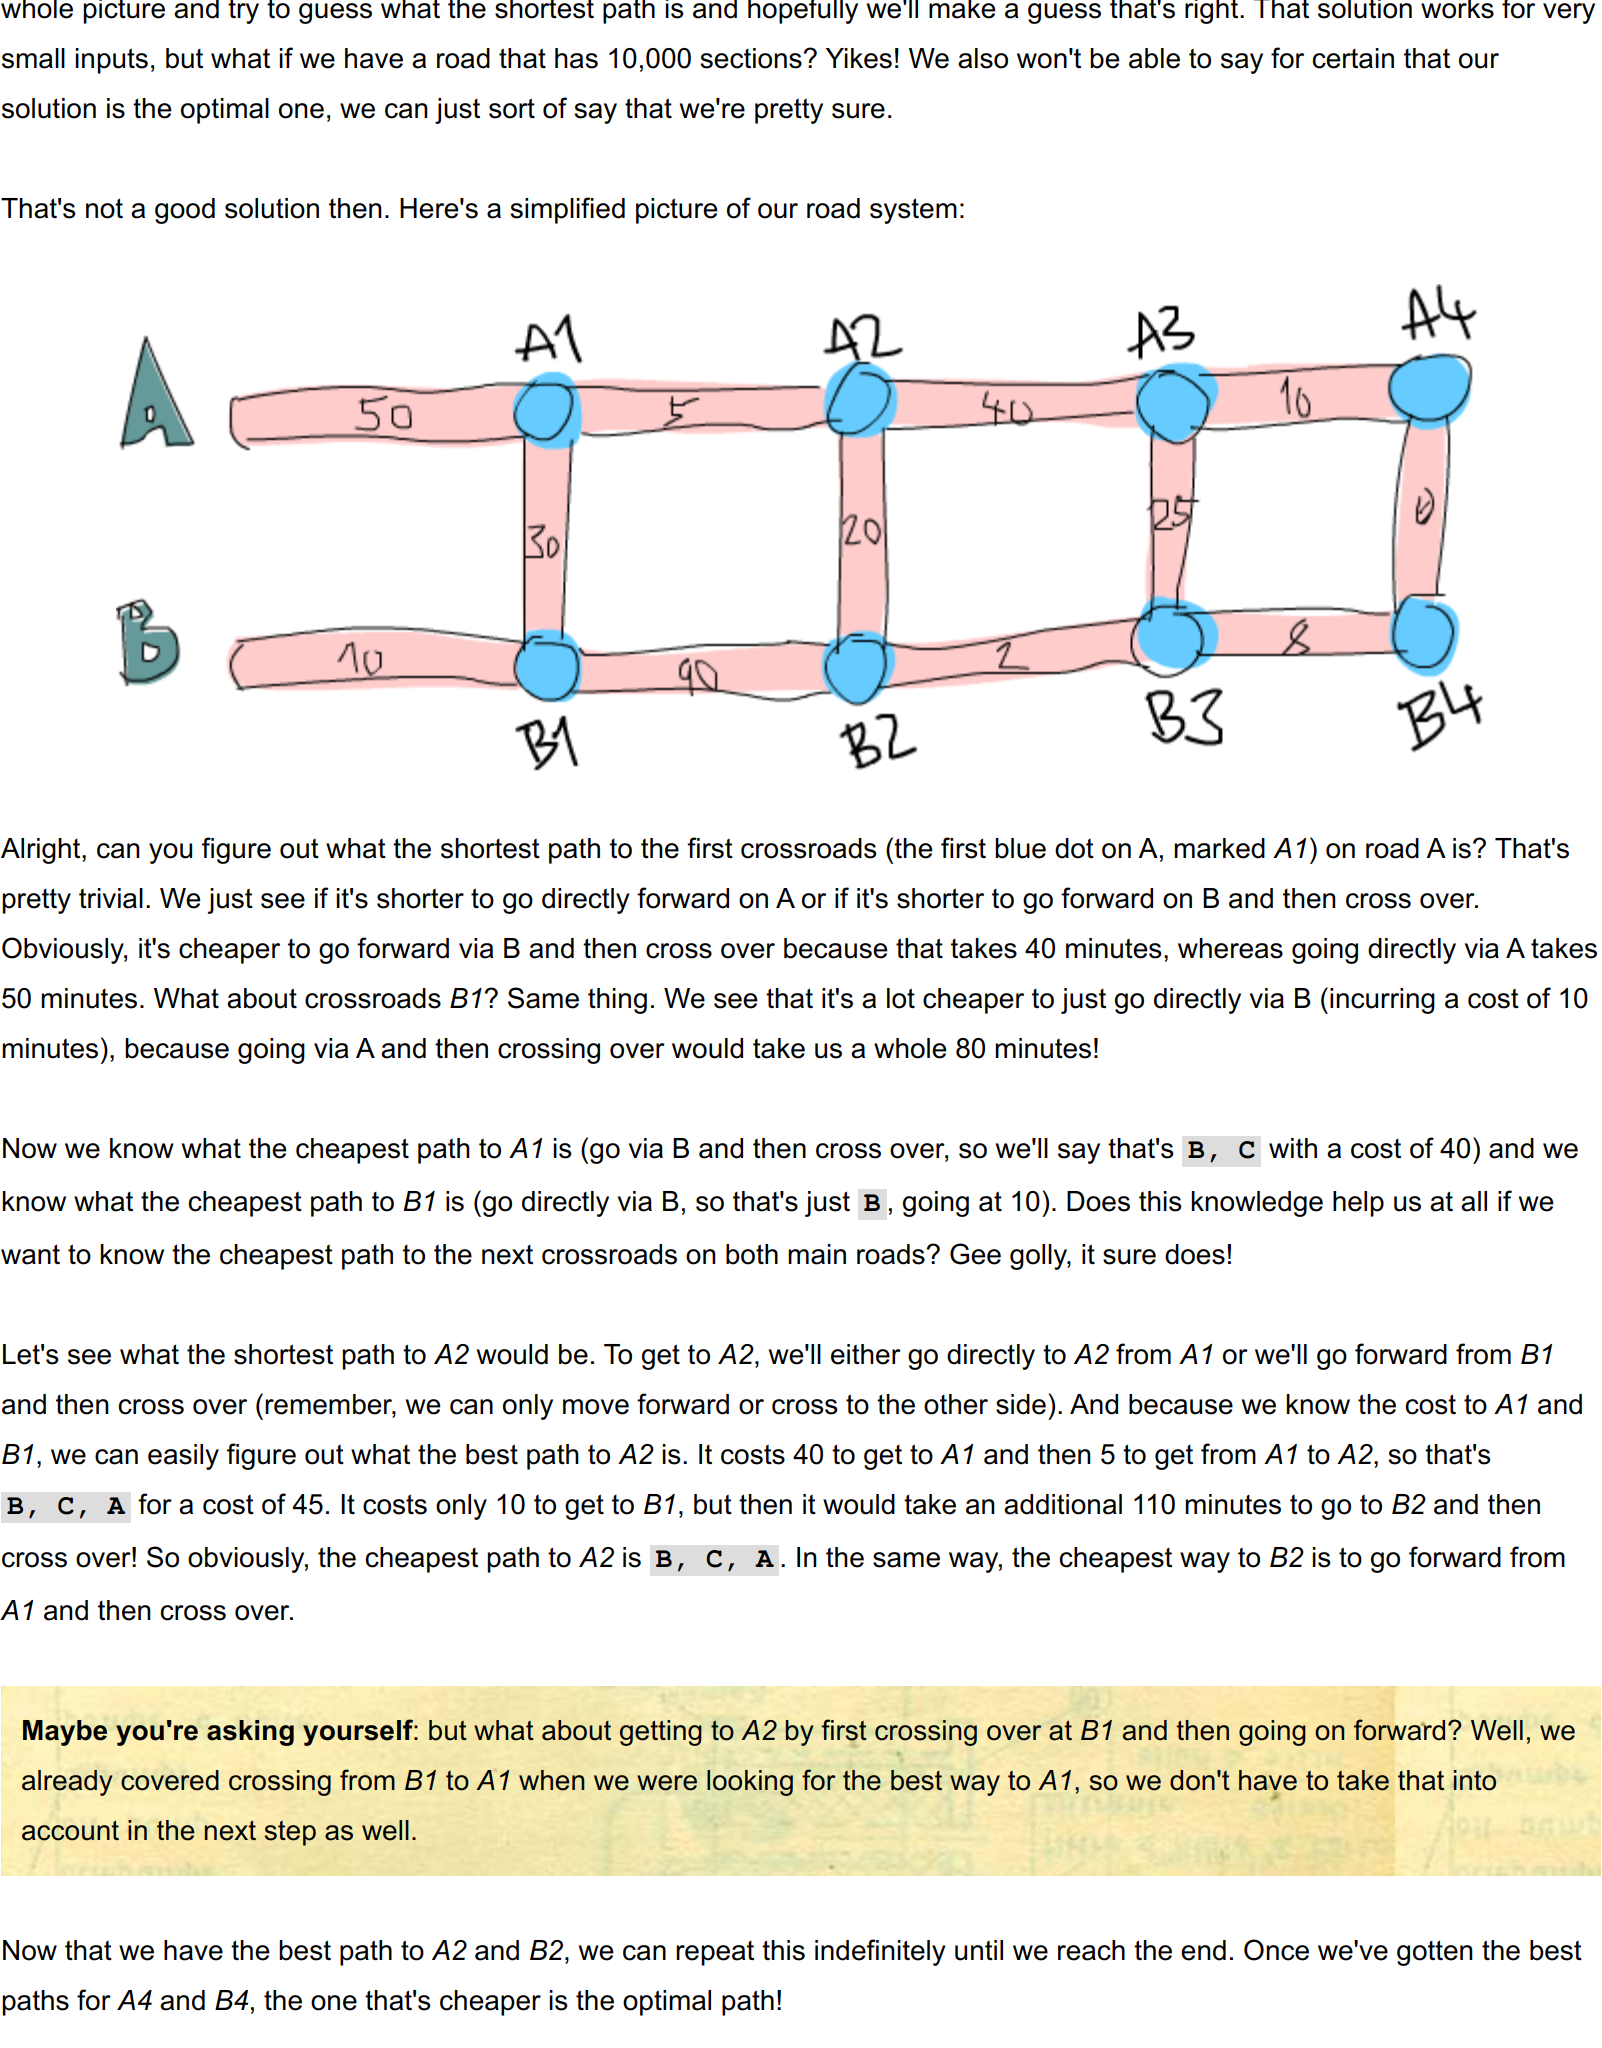 whole picture and try to guess what the shortest path is and hopefully we'll make a guess that's right. That solution works for very
small inputs, but what if we have a road that has 10,000 sections? Yikes! We also won't be able to say for certain that our
solution is the optimal one, we can just sort of say that we're pretty sure.
That's not a good solution then. Here's a simplified picture of our road system:
A1 A2 A3 A4
A 50 5 40 10
30 20 25 0
B 10 90 2 8
B1 B2 B3 B4
Alright, can you figure out what the shortest path to the first crossroads (the first blue dot on A, marked A1) on road A is? That's
pretty trivial. We just see if it's shorter to go directly forward on A or if it's shorter to go forward on B and then cross over.
Obviously, it's cheaper to go forward via B and then cross over because that takes 40 minutes, whereas going directly via A takes
50 minutes. What about crossroads B1? Same thing. We see that it's a lot cheaper to just go directly via B (incurring a cost of 10
minutes), because going via A and then crossing over would take us a whole 80 minutes!
Now we know what the cheapest path to A1 is (go via B and then cross over, so we'll say that's B, C with a cost of 40) and we
know what the cheapest path to B1 is (go directly via B, so that's just B, going at 10). Does this knowledge help us at all if we
want to know the cheapest path to the next crossroads on both main roads? Gee golly, it sure does!
Let's see what the shortest path to A2 would be. To get to A2, we'll either go directly to A2 from A1 or we'll go forward from B1
and then cross over (remember, we can only move forward or cross to the other side). And because we know the cost to A1 and
B1, we can easily figure out what the best path to A2 is. It costs 40 to get to A1 and then 5 to get from A1 to A2, so that's
B, C, A for a cost of 45. It costs only 10 to get to B1, but then it would take an additional 110 minutes to go to B2 and then
cross over! So obviously, the cheapest path to A2 is B, C, A. In the same way, the cheapest way to B2 is to go forward from
A1 and then cross over.
Maybe you're asking yourself: but what about getting to A2 by first crossing over at B1 and then going on forward? Well, we
already covered crossing from B1 to A1 when we were looking for the best way to A1, so we don't have to take that into
account in the next step as well.
Now that we have the best path to A2 and B2, we can repeat this indefinitely until we reach the end. Once we've gotten the best
paths for A4 and B4, the one that's cheaper is the optimal path!